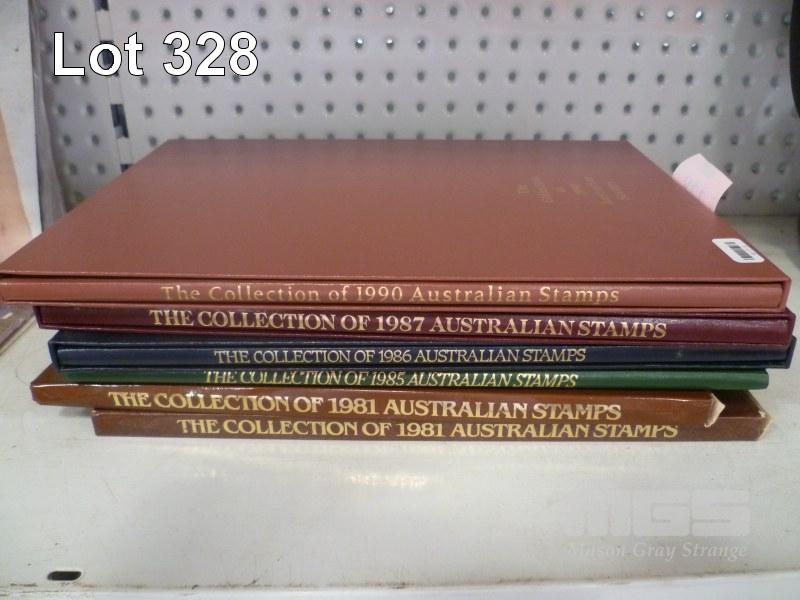 Lot 328
The Collection of 1990 Australian Stamps
THE COLLECTION OF 1987 AUSTRALIAN STAMPS
THE COLLECTION OF 1986 AUSTRALIAN STAMPS
THE COLLECTION OF 1985 AUSTRALIAN STAMPS
THE COLLECTION OF 1981 AUSTRALIAN STAMPS
THE COLLECTION OF 1981 AUSTRALIAN STAMPS
MGS
Mason Gray Strange